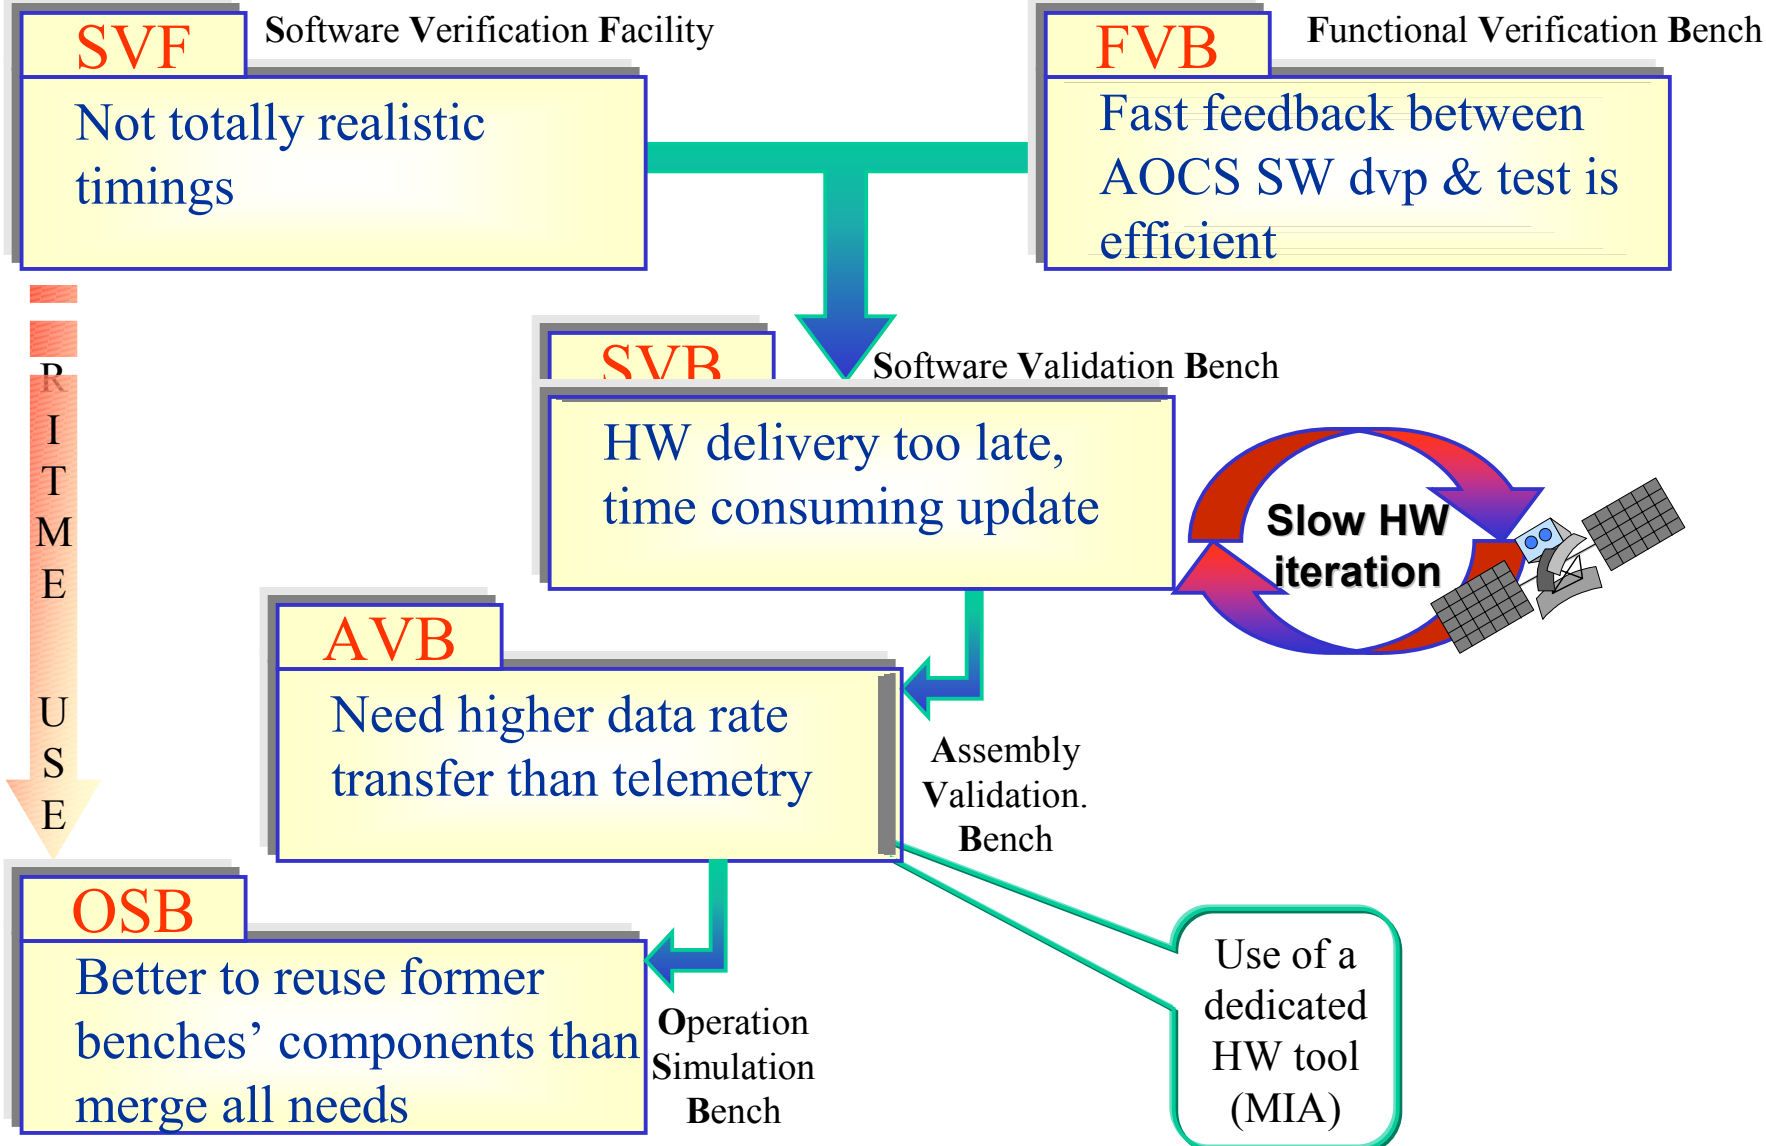 SVF
Software Verification Facility
Not totally realistic
timings
FVB
Functional Verification Bench
Fast feedback between
AOCS SW dvp & test is
efficient
R
I
T
M
E
U
S
E
SVB
Software Validation Bench
HW delivery too late,
time consuming update
Slow HW
iteration
AVB
Need higher data rate
transfer than telemetry
Assembly
Validation.
Bench
OSB
Better to reuse former
benches’ components than
merge all needs
Operation
Simulation
Bench
Use of a
dedicated
HW tool
(MIA)